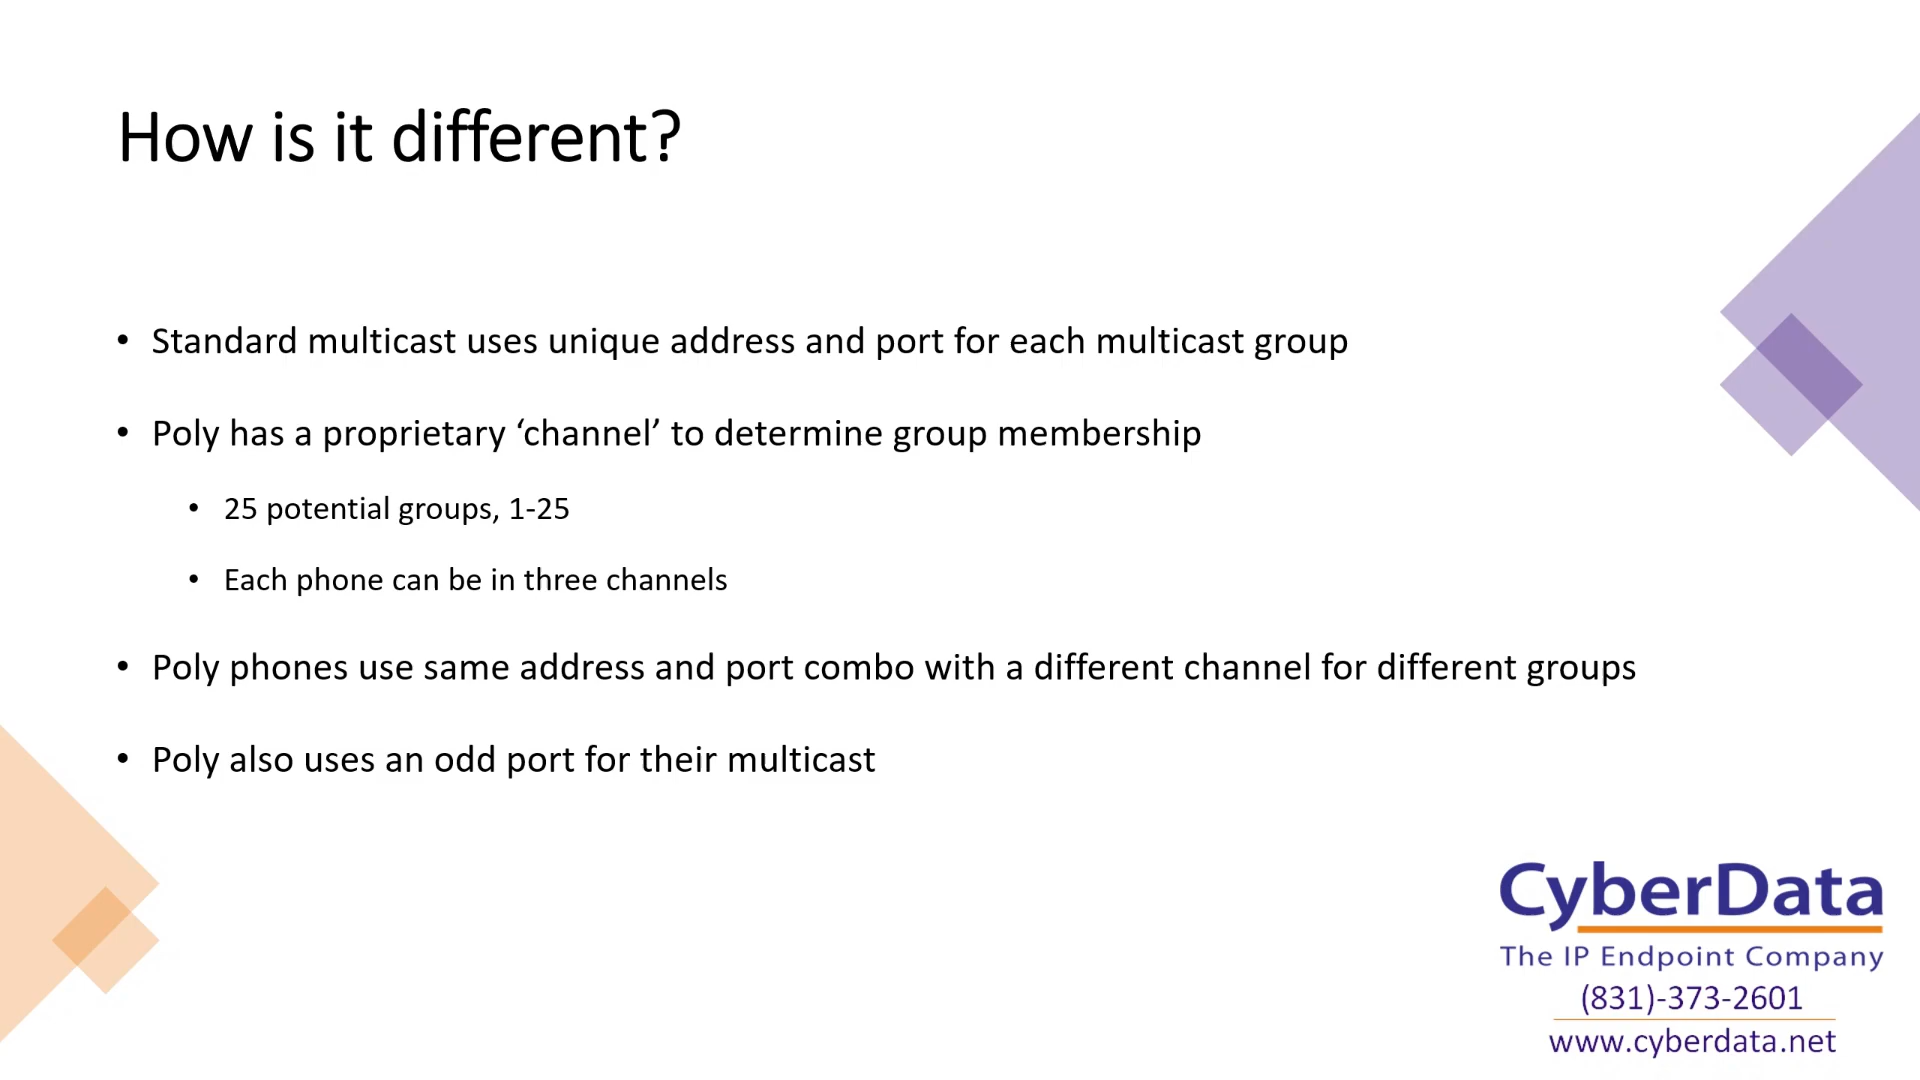 How is it different?
• Standard multicast uses unique address and port for each multicast group
• Poly has a proprietary ‘channel’ to determine group membership
• 25 potential groups, 1-25
• Each phone can be in three channels
• Poly phones use same address and port combo with a different channel for different groups
• Poly also uses an odd port for their multicast
CyberData
The IP Endpoint Company
(831)-373-2601
www.cyberdata.net